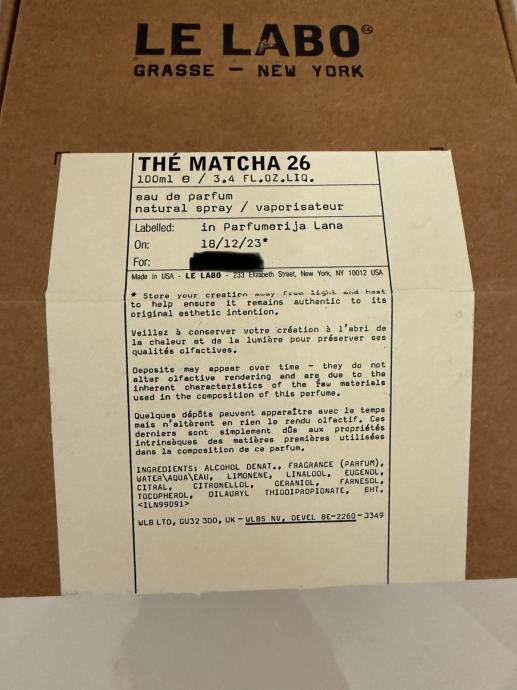 LE LABO®
GRASSE – NEW YORK
THÉ MATCHA 26
100ml e / 3.4 FL.OZ.LIQ.
eau de parfum
natural spray / vaporisateur
Labelled: in Parfumerija Lana
On: 18/12/23*
For:
Made in USA - LE LABO - 233 Elizabeth Street, New York, NY 10012 USA
* Store your creation away from light and heat
to help ensure it remains authentic to its
original esthetic intention.
Veillez à conserver votre création à l'abri de
la chaleur et de la lumière pour préserver ses
qualités olfactives.
Deposits may appear over time - they do not
alter olfactive rendering and are due to the
inherent characteristics of the raw materials
used in the composition of this perfume.
Quelques dépôts peuvent apparaître avec le temps
mais n'altèrent en rien le rendu olfactif. Ces
derniers sont simplement dûs aux propriétés
intrinsèques des matières premières utilisées
dans la composition de ce parfum.
INGREDIENTS: ALCOHOL DENAT., FRAGRANCE (PARFUM),
WATER\AQUA\EAU, LIMONENE, LINALOOL, EUGENOL,
CITRAL, CITRONELLOL, GERANIOL, FARNESOL,
TOCOPHEROL, DILAURYL THIODIPROPIONATE, BHT.
<ILN99091>
WLB LTD, GU32 3DD, UK - WLBS NV, OEVEL BE-2260-J349